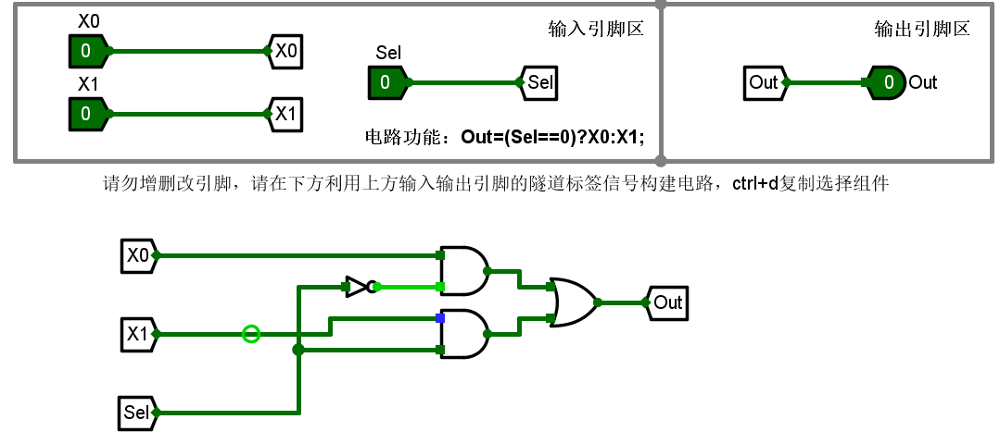 X0
0
X0
X1
0
X1
Sel
0
Sel
输入引脚区
电路功能：Out=(Sel==0)?X0:X1;
输出引脚区
Out
0
Out
请勿增删改引脚，请在下方利用上方输入输出引脚的隧道标签信号构建电路，ctrl+d复制选择组件
X0
X1
Sel
Out